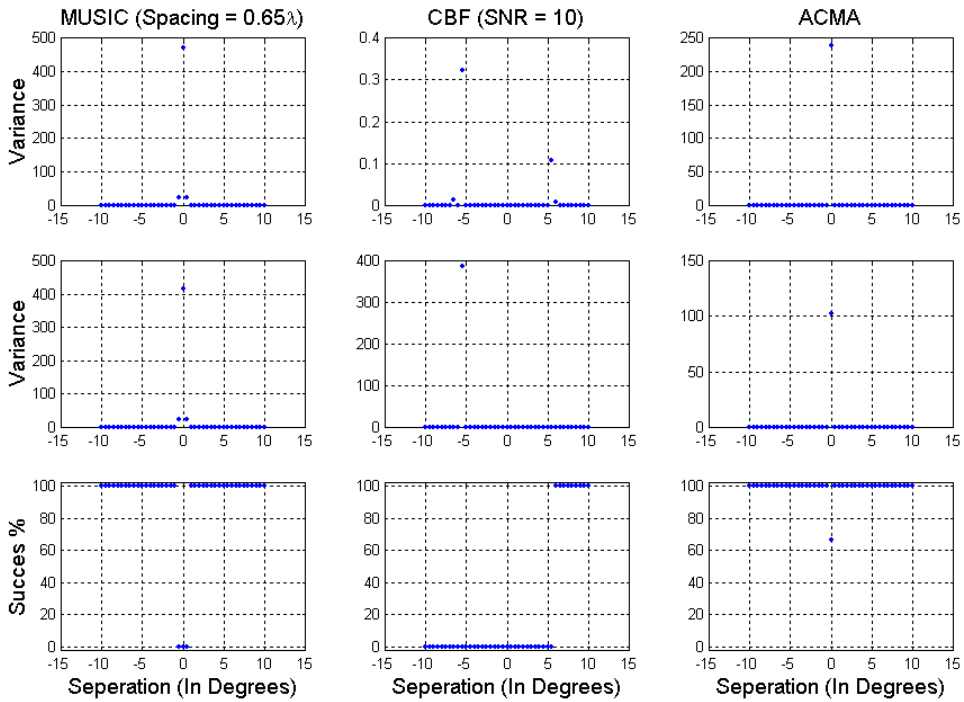 MUSIC (Spacing = 0.65λ) CBF (SNR = 10) ACMA
500 0.4 250
400 200
0.3
300 150
0.2
200 100
0.1
100 50
0 0 0
-15 -10 -5 0 5 10 15 -15 -10 -5 0 5 10 15 -15 -10 -5 0 5 10 15
Variance
500 400 150
400
300
100
300
200
200
50
100
100
0 0 0
-15 -10 -5 0 5 10 15 -15 -10 -5 0 5 10 15 -15 -10 -5 0 5 10 15
Variance
100 100 100
80 80 80
60 60 60
40 40 40
20 20 20
0 0 0
-15 -10 -5 0 5 10 15 -15 -10 -5 0 5 10 15 -15 -10 -5 0 5 10 15
Succes %
Seperation (In Degrees) Seperation (In Degrees) Seperation (In Degrees)